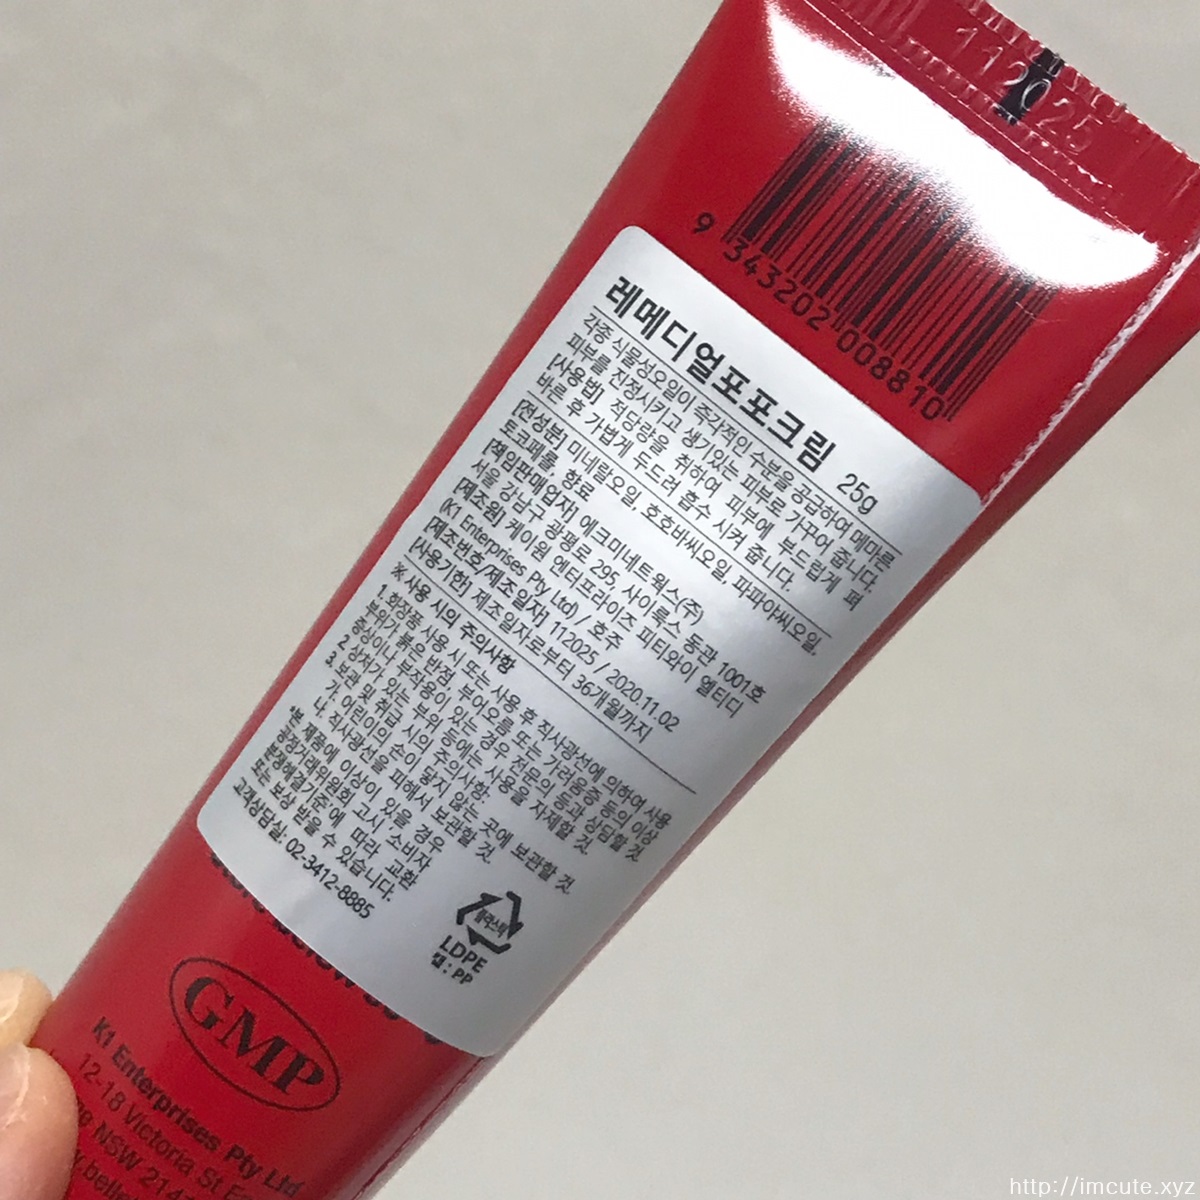 112025
9 343202 008810
레메디얼포포크림 25g
각종 식물성오일이 즉각적인 수분을 공급하여 메마른
피부를 진정시키고 생기있는 피부로 가꾸어 줍니다.
[사용법] 적당량을 취하여 피부에 부드럽게 펴
바른 후 가볍게 두드려 흡수 시켜 줍니다.
[전성분] 미네랄오일, 호호바씨오일, 파파야씨오일,
토코페롤, 향료
[책임판매업자] 에크미네트웍스(주)
서울 강남구 광평로 295, 사이룩스 동관 1001호
[제조원] 케이원 엔터프라이즈 피티와이 엘티디
(K1 Enterprises Pty Ltd) / 호주
[제조번호/제조일자] 112025 / 2020.11.02
[사용기한] 제조일자로부터 36개월까지
※ 사용 시의 주의사항
1. 화장품 사용 시 또는 사용 후 직사광선에 의하여 사용
부위가 붉은 반점, 부어오름 또는 가려움증 등의 이상
증상이나 부작용이 있는 경우 전문의 등과 상담할 것
2. 상처가 있는 부위 등에는 사용을 자제할 것
3. 보관 및 취급 시의 주의사항:
가. 어린이의 손이 닿지 않는 곳에 보관할 것.
나. 직사광선을 피해서 보관할 것.
*본 제품에 이상이 있을 경우
공정거래위원회 고시 소비자
분쟁해결기준에 따라 교환
또는 보상 받을 수 있습니다.
고객상담실: 02-3412-8885
플라스틱
LDPE
캡 : PP
GMP
K1 Enterprises Pty Ltd
12-18 Victoria St
NSW
http://imcute.xyz